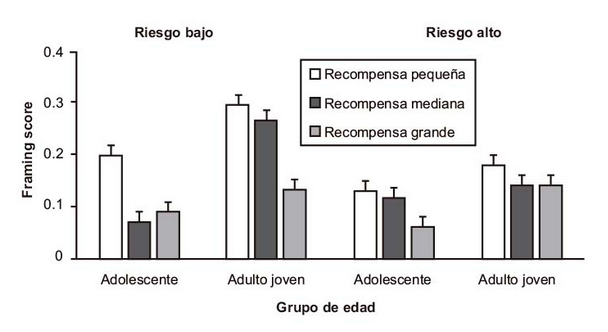 Riesgo bajo
Riesgo alto
0.4
0.3
0.2
0.1
0
Framing score
Recompensa pequeña
Recompensa mediana
Recompensa grande
Adolescente
Adulto joven
Adolescente
Adulto joven
Grupo de edad